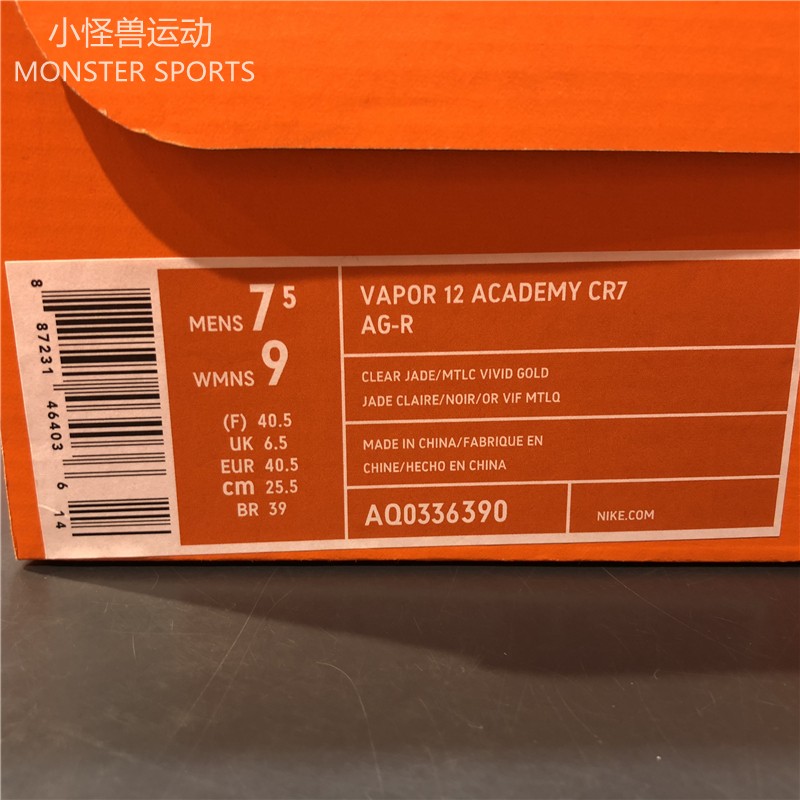 小怪兽运动
MONSTER SPORTS
8 87231 46403 6 14
MENS 7 5
WMNS 9
(F) 40.5
UK 6.5
EUR 40.5
cm 25.5
BR 39
VAPOR 12 ACADEMY CR7
AG-R
CLEAR JADE/MTLC VIVID GOLD
JADE CLAIRE/NOIR/OR VIF MTLQ
MADE IN CHINA/FABRIQUE EN
CHINE/HECHO EN CHINA
AQ0336390
NIKE.COM